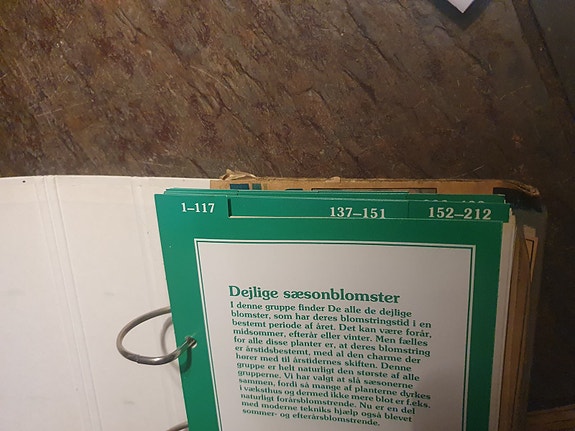 1–117
137–151
152–212
Dejlige sæsonblomster
I denne gruppe finder De alle de dejlige
blomster, som har deres blomstringstid i en
bestemt periode af året. Det kan være forår,
midsommer, efterår eller vinter. Men fælles
for alle disse planter er, at deres blomstring
er årstidsbestemt, med al den charme der
hører med til årstidernes skiften. Denne
gruppe er helt naturligt den største af alle
grupperne. Vi har valgt at slå sæsonerne
sammen, fordi så mange af planterne dyrkes
i væksthus og dermed ikke mere blot er f.eks.
naturligt forårsblomstrende. Nu er en del
med moderne tekniks hjælp også blevet
sommer- og efterårsblomstrende.